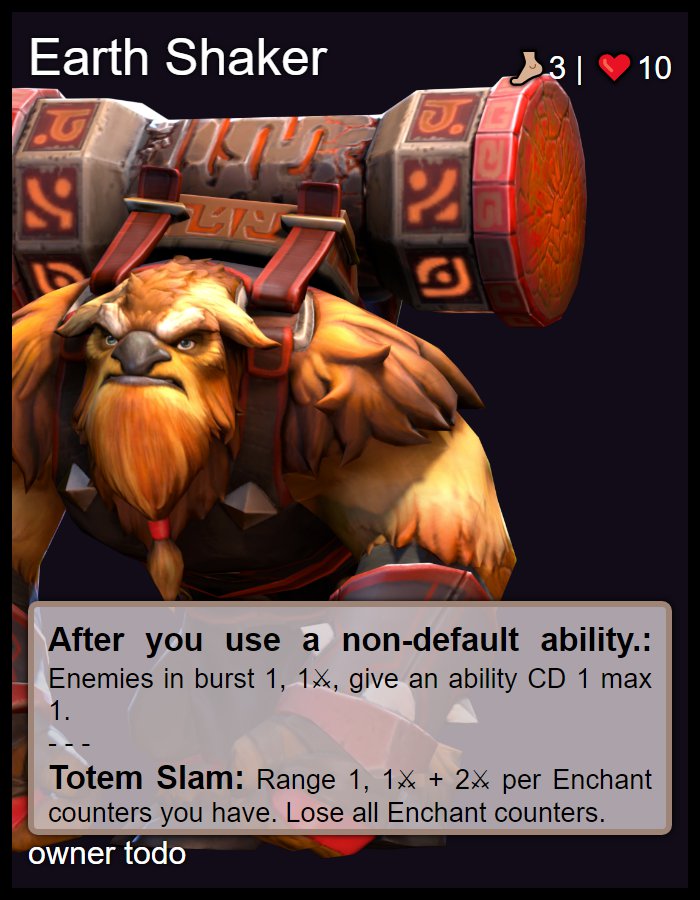 Earth Shaker
🦶3 | ❤️ 10
After you use a non-default ability.:
Enemies in burst 1, 1⚔, give an ability CD 1 max
1.
- - -
Totem Slam: Range 1, 1⚔ + 2⚔ per Enchant
counters you have. Lose all Enchant counters.
owner todo